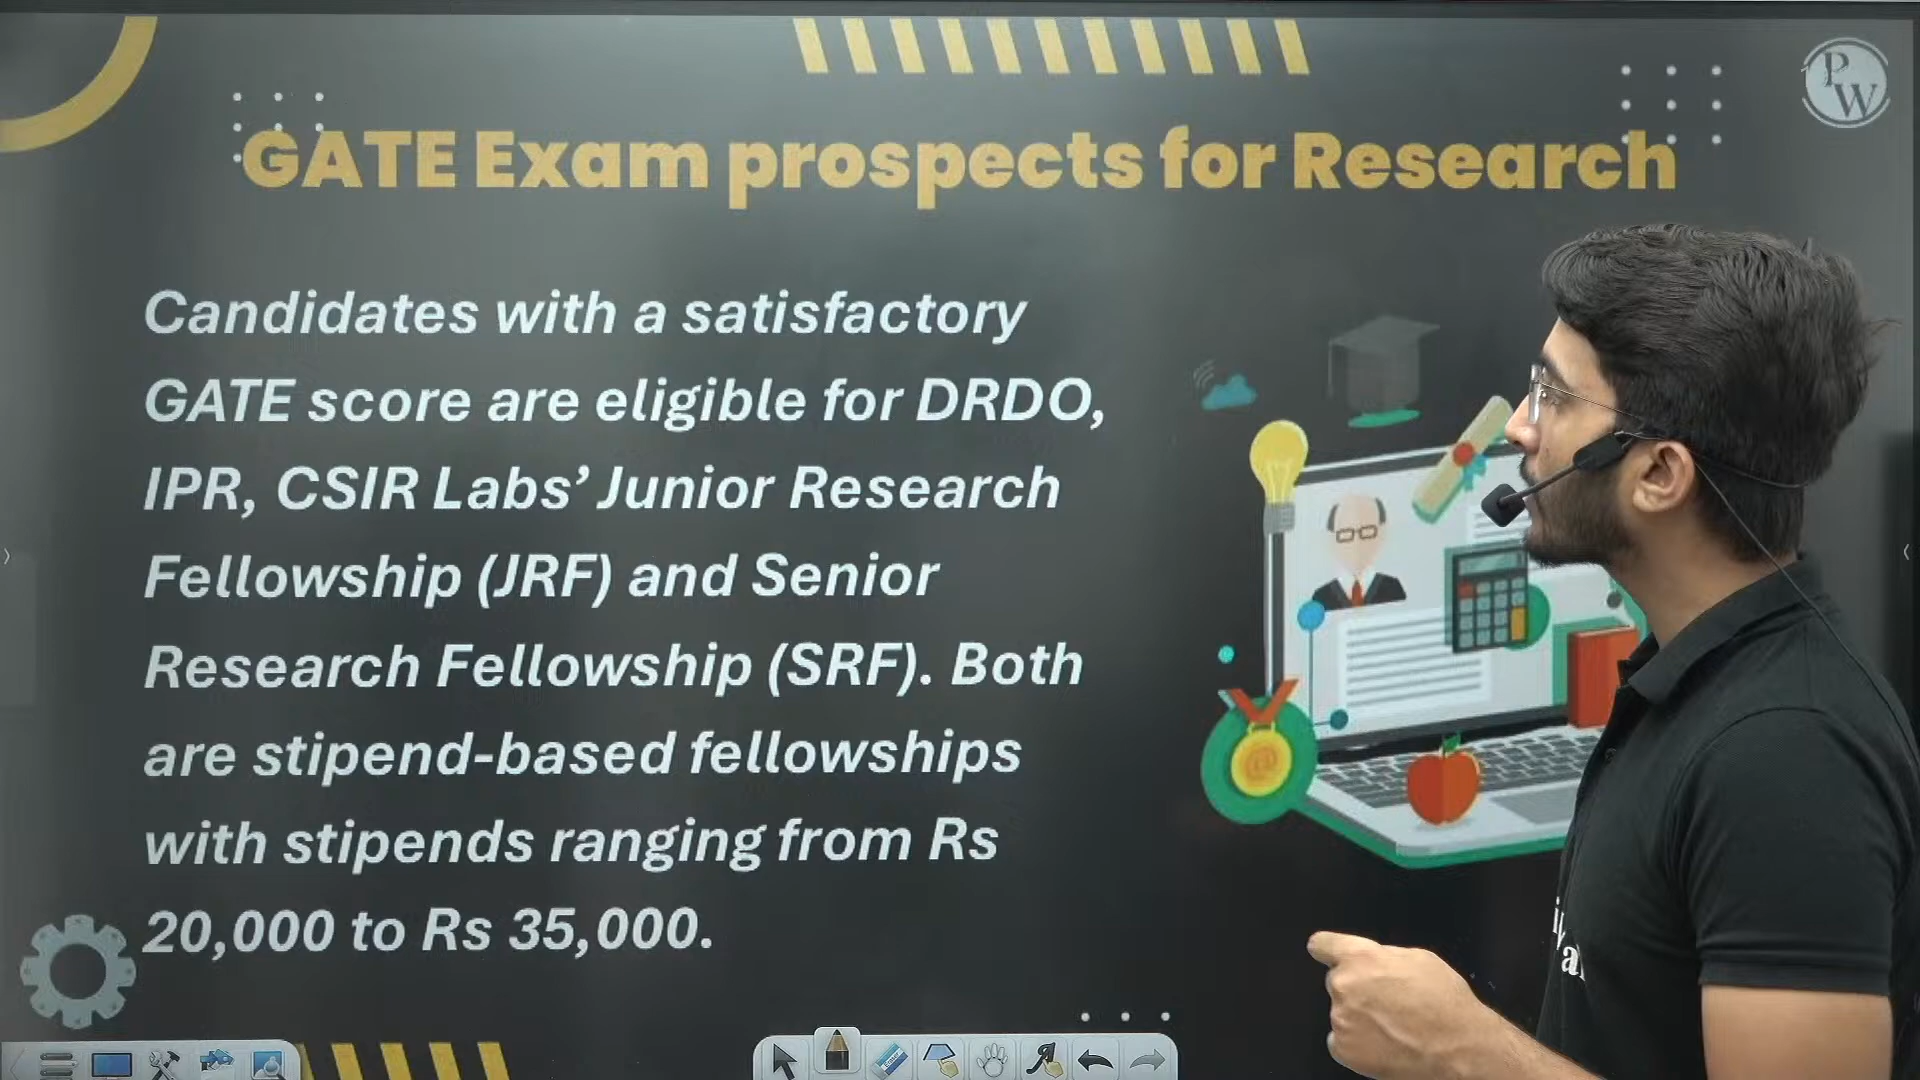 PW
GATE Exam prospects for Research
Candidates with a satisfactory
GATE score are eligible for DRDO,
IPR, CSIR Labs' Junior Research
Fellowship (JRF) and Senior
Research Fellowship (SRF). Both
are stipend-based fellowships
with stipends ranging from Rs
20,000 to Rs 35,000.